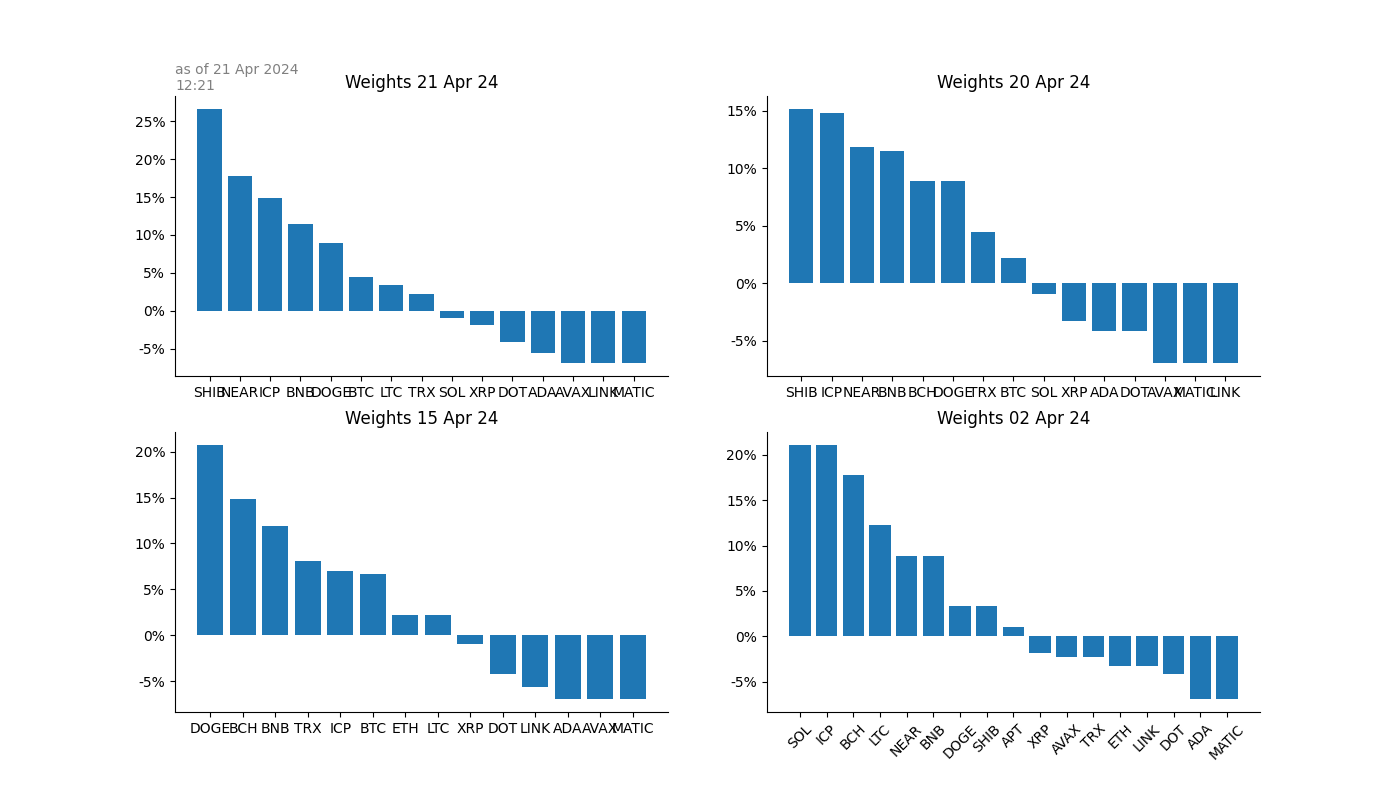 as of 21 Apr 2024
12:21
Weights 21 Apr 24
25%
20%
15%
10%
5%
0%
-5%
SHIB NEAR ICP BNB DOGE BTC LTC TRX SOL XRP DOT ADA AVAX LINK MATIC
Weights 20 Apr 24
15%
10%
5%
0%
-5%
SHIB ICP NEAR BNB BCH DOGE TRX BTC SOL XRP ADA DOT AVAX MATIC LINK
Weights 15 Apr 24
20%
15%
10%
5%
0%
-5%
DOGE BCH BNB TRX ICP BTC ETH LTC XRP DOT LINK ADA AVAX MATIC
Weights 02 Apr 24
20%
15%
10%
5%
0%
-5%
SOL ICP BCH LTC NEAR BNB DOGE SHIB APT XRP AVAX TRX ETH LINK DOT ADA MATIC